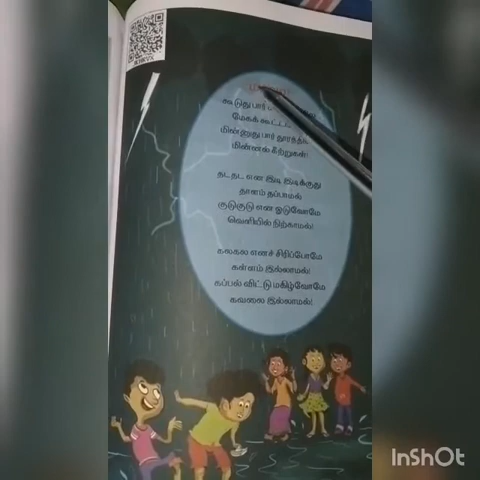 கூடுது பார்
மேகக்
மின்னுது பார் தூரத்தில்
மின்னல் கீற்றுகள்!
தடதட என இடி இடிக்குது
தாளம் தப்பாமல்
குடுகுடு என ஓடுவோமே
வெளியில் நிற்காமல்!
கலகல எனச் சிரிப்போமே
கள்ளம் இல்லாமல்!
கப்பல் விட்டு மகிழ்வோமே
கவலை இல்லாமல்!
InShOt